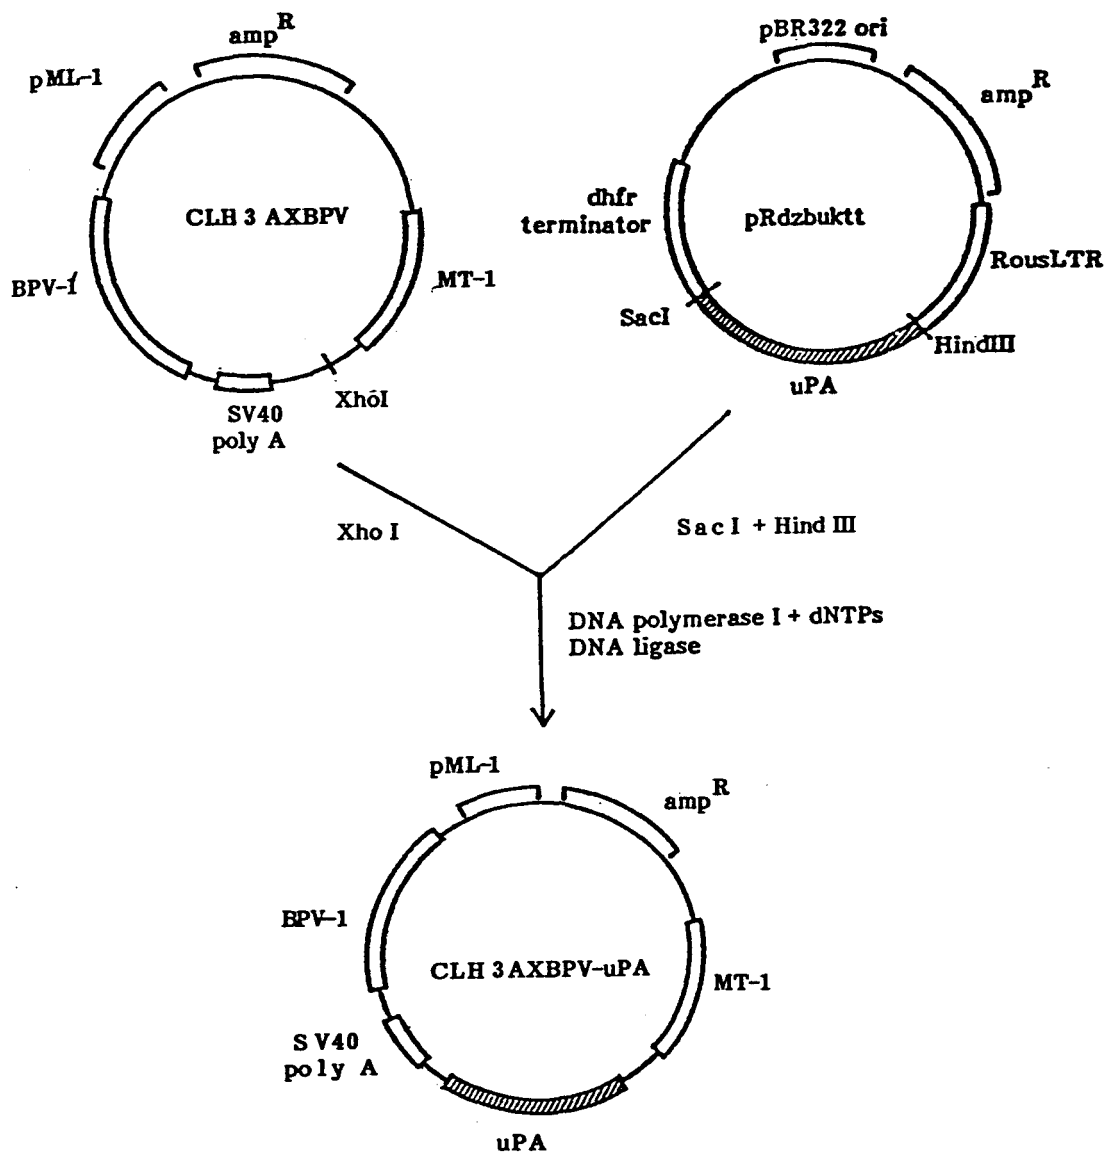 amp^R
pML-1
CLH 3 AXBPV
BPV-1
MT-1
XhoI
SV40
poly A
pBR322 ori
amp^R
dhfr
terminator
pRdzbuktt
RousLTR
SacI
HindIII
uPA
Xho I
Sac I + Hind III
DNA polymerase I + dNTPs
DNA ligase
pML-1
amp^R
BPV-1
CLH 3AXBPV-uPA
MT-1
SV40
poly A
uPA